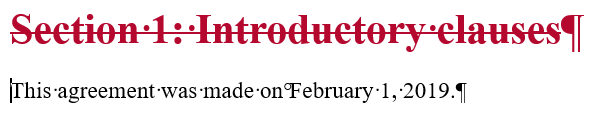 Section 1: Introductory clauses¶
This agreement was made on°February 1, 2019.¶